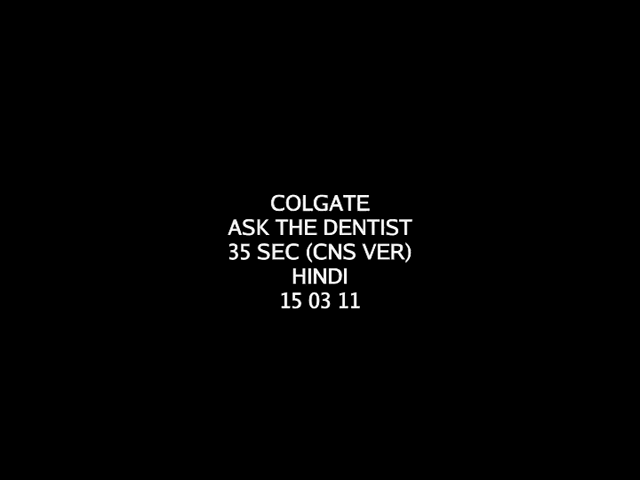 COLGATE
ASK THE DENTIST
35 SEC (CNS VER)
HINDI
15 03 11